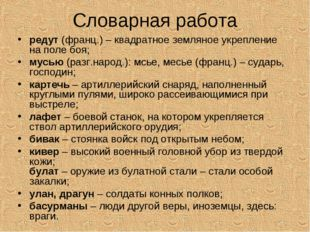 Словарная работа
• редут (франц.) – квадратное земляное укрепление
на поле боя;
• мусью (разг.народ.): мсье, месье (франц.) – сударь,
господин;
• картечь – артиллерийский снаряд, наполненный
круглыми пулями, широко рассеивающимися при
выстреле;
• лафет – боевой станок, на котором укрепляется
ствол артиллерийского орудия;
• бивак – стоянка войск под открытым небом;
• кивер – высокий военный головной убор из твердой
кожи;
булат – оружие из булатной стали – стали особой
закалки;
• улан, драгун – солдаты конных полков;
• басурманы – люди другой веры, иноземцы, здесь:
враги.